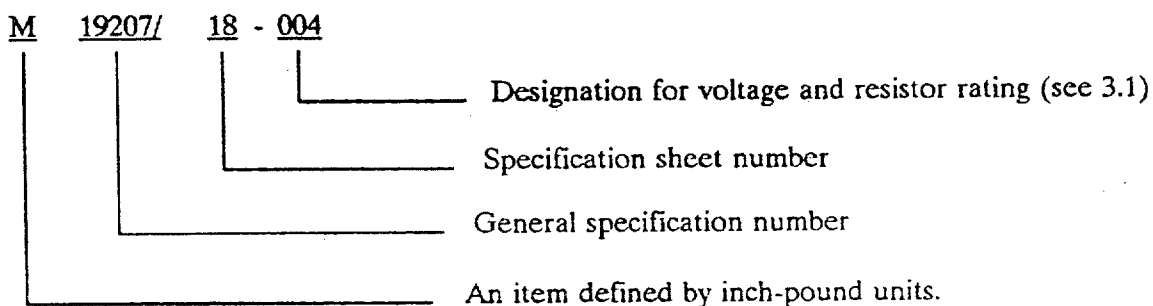 M 19207/ 18 - 004
Designation for voltage and resistor rating (see 3.1)
Specification sheet number
General specification number
An item defined by inch-pound units.